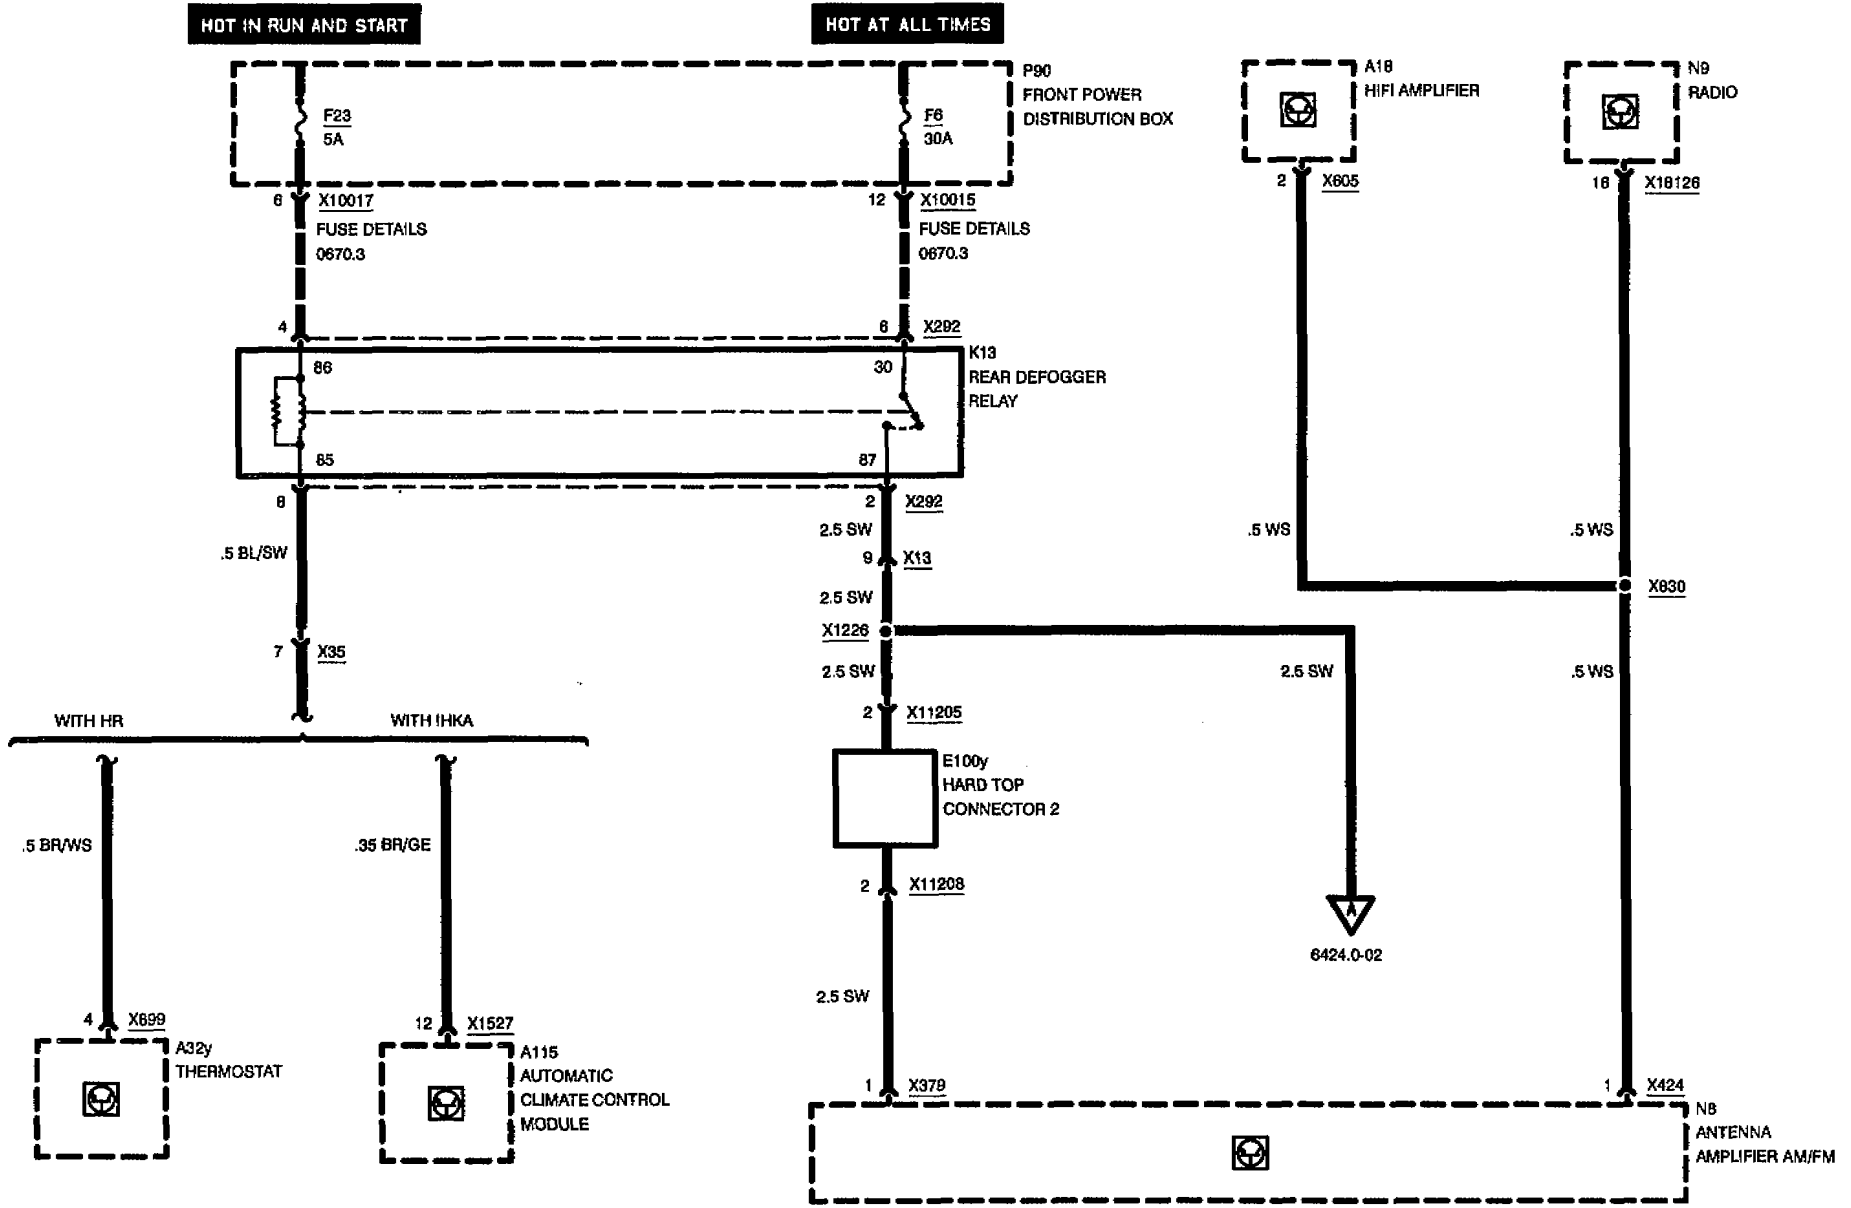 HOT IN RUN AND START
HOT AT ALL TIMES
F23
5A
F6
30A
P90
FRONT POWER
DISTRIBUTION BOX
A18
HIFI AMPLIFIER
N9
RADIO
6 X10017
FUSE DETAILS
0670.3
12 X10015
FUSE DETAILS
0670.3
2 X605
16 X18126
4
6 X292
86
30
K13
REAR DEFOGGER
RELAY
85
87
8
2 X292
.5 BL/SW
2.5 SW
9 X13
2.5 SW
X1226
2.5 SW
2.5 SW
.5 WS
.5 WS
X830
.5 WS
7 X35
WITH HR
WITH IHKA
2 X11205
E100y
HARD TOP
CONNECTOR 2
.5 BR/WS
.35 BR/GE
2 X11208
A
6424.0-02
2.5 SW
4 X899
A32y
THERMOSTAT
12 X1527
A115
AUTOMATIC
CLIMATE CONTROL
MODULE
1 X379
1 X424
N8
ANTENNA
AMPLIFIER AM/FM